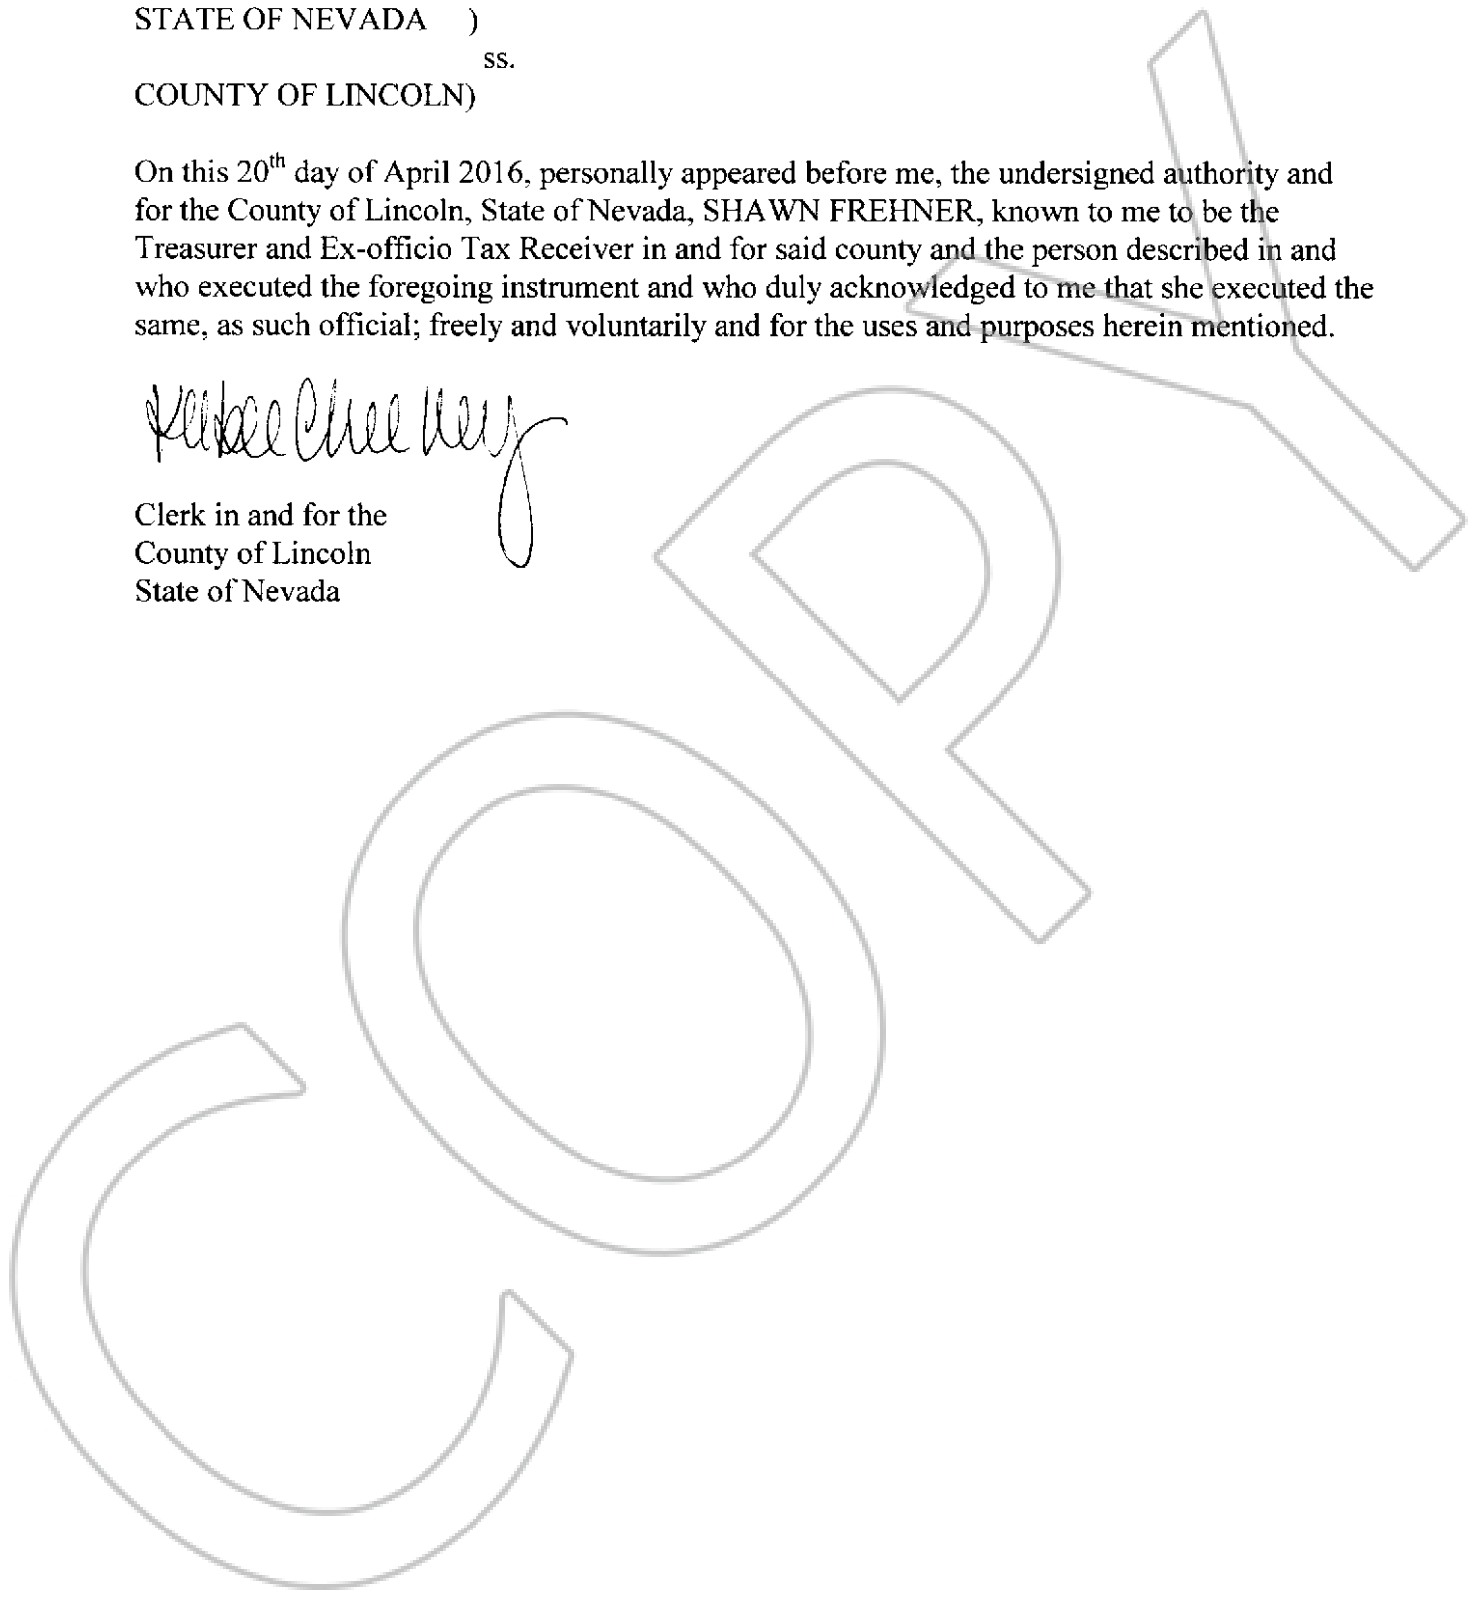 STATE OF NEVADA )
ss.
COUNTY OF LINCOLN)
On this 20th day of April 2016, personally appeared before me, the undersigned authority and
for the County of Lincoln, State of Nevada, SHAWN FREHNER, known to me to be the
Treasurer and Ex-officio Tax Receiver in and for said county and the person described in and
who executed the foregoing instrument and who duly acknowledged to me that she executed the
same, as such official; freely and voluntarily and for the uses and purposes herein mentioned.
Clerk in and for the
County of Lincoln
State of Nevada
COPY